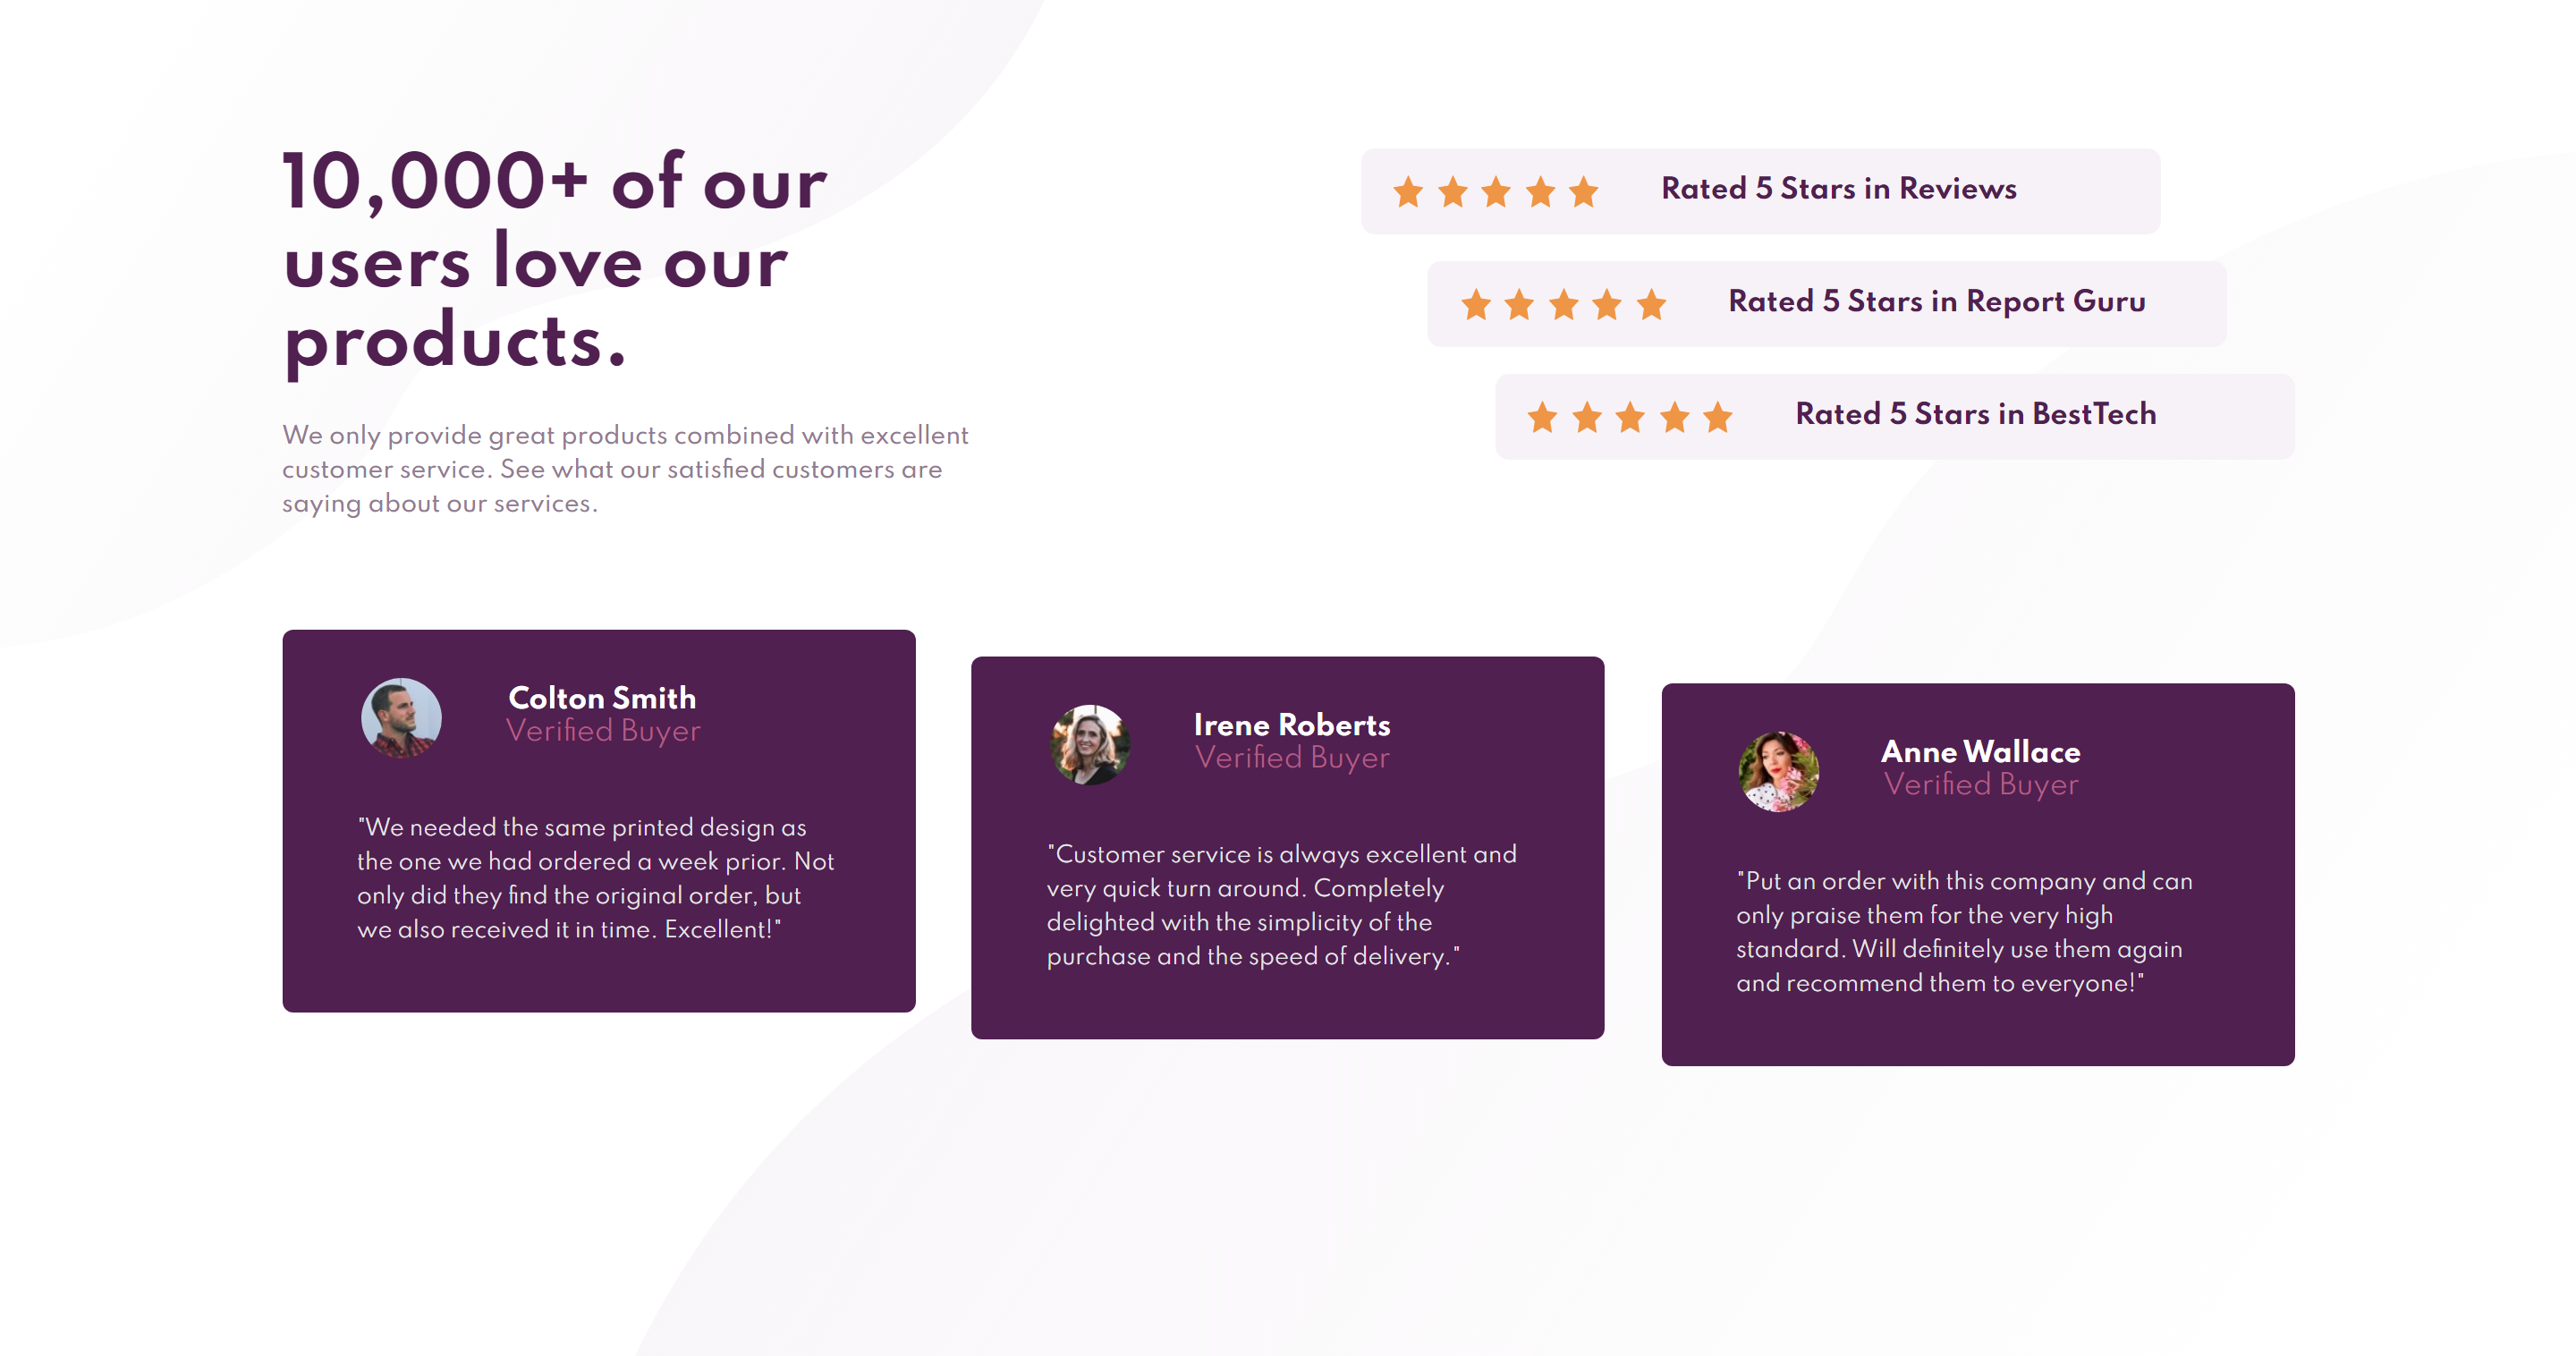 10,000+ of our
users love our
products.
We only provide great products combined with excellent
customer service. See what our satisfied customers are
saying about our services.
Rated 5 Stars in Reviews
Rated 5 Stars in Report Guru
Rated 5 Stars in BestTech
Colton Smith
Verified Buyer
"We needed the same printed design as
the one we had ordered a week prior. Not
only did they find the original order, but
we also received it in time. Excellent!"
Irene Roberts
Verified Buyer
"Customer service is always excellent and
very quick turn around. Completely
delighted with the simplicity of the
purchase and the speed of delivery."
Anne Wallace
Verified Buyer
"Put an order with this company and can
only praise them for the very high
standard. Will definitely use them again
and recommend them to everyone!"